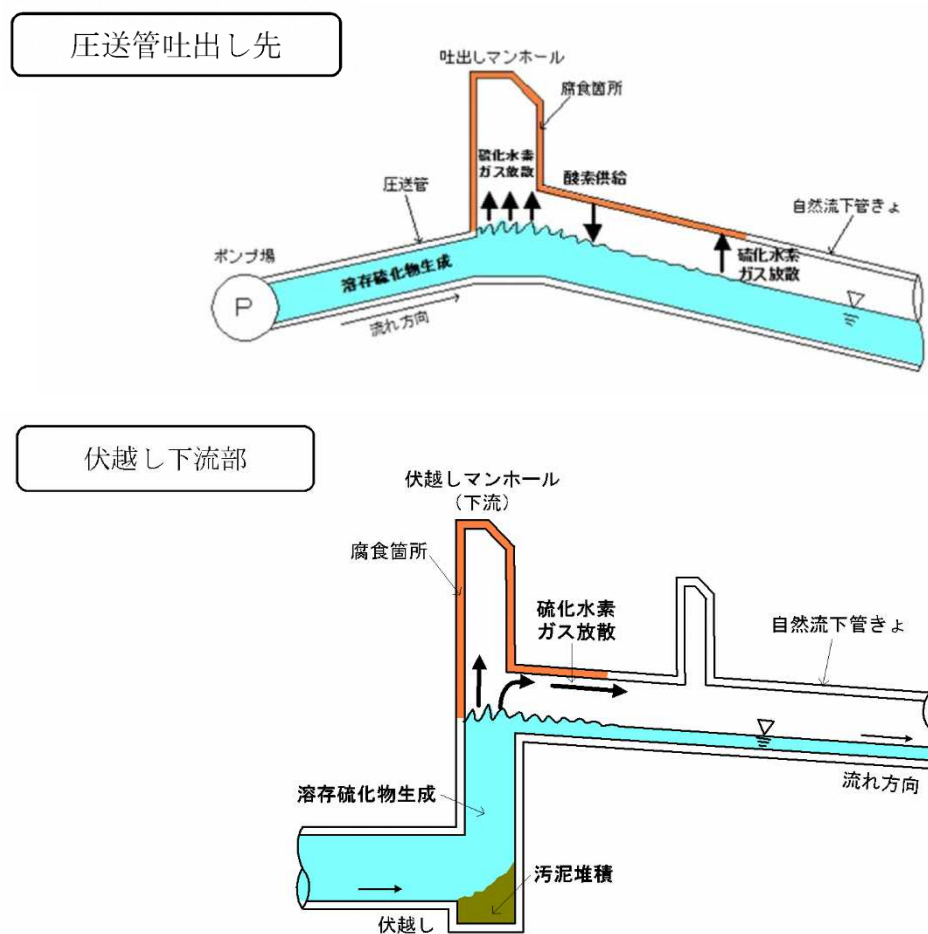 圧送管吐出し先
吐出しマンホール
腐食箇所
硫化水素
ガス放散
酸素供給
圧送管
自然流下管きょ
ポンプ場
溶存硫化物生成
硫化水素
ガス放散
P
流れ方向
伏越し下流部
伏越しマンホール
（下流）
腐食箇所
硫化水素
ガス放散
自然流下管きょ
溶存硫化物生成
流れ方向
汚泥堆積
伏越し